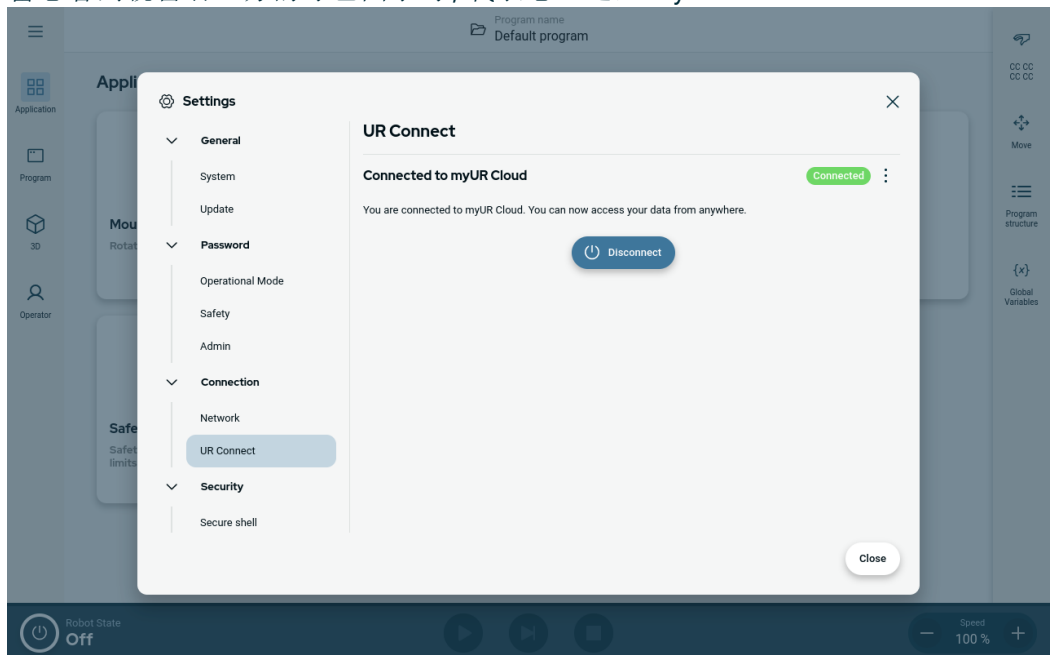 Program name
Default program
CC CC
CC CC
Appli
Application
Settings
General
System
Update
Password
Operational Mode
Safety
Admin
Connection
Network
UR Connect
Security
Secure shell
UR Connect
Connected to myUR Cloud
Connected
You are connected to myUR Cloud. You can now access your data from anywhere.
Disconnect
Close
Program
3D
Operator
Mou
Rotat
Safe
Safet
limits
Move
Program
structure
{x}
Global
Variables
Robot State
Off
Speed
100 %